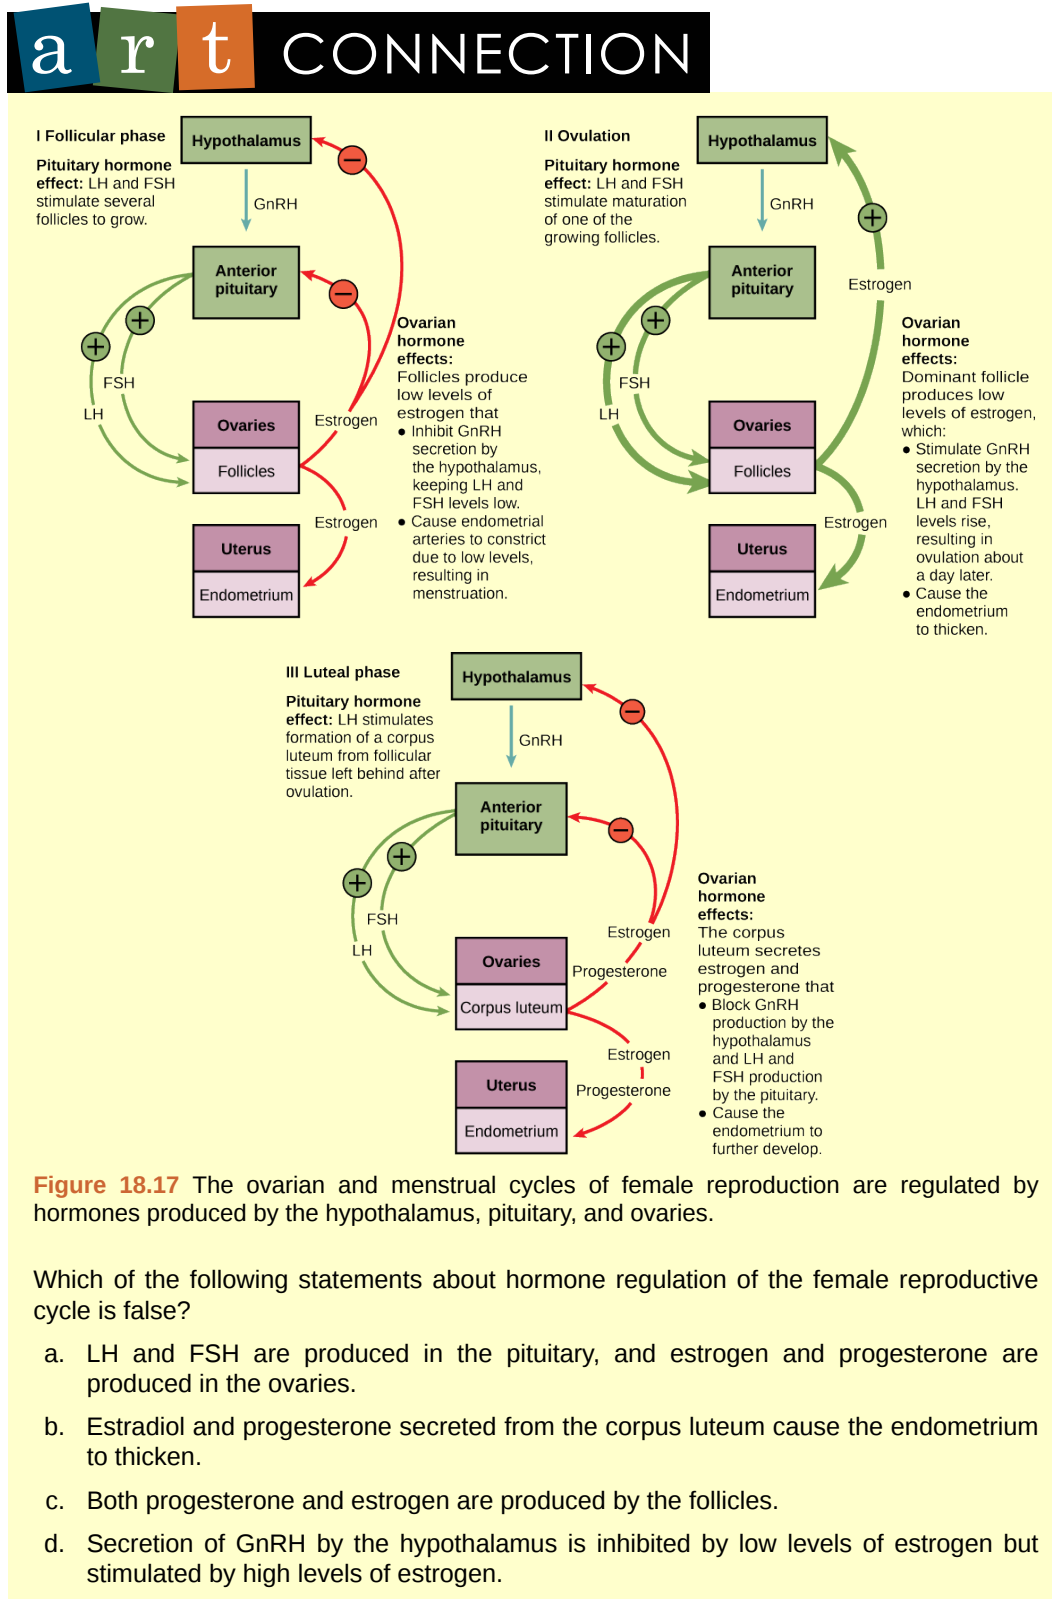 art CONNECTION
I Follicular phase
Pituitary hormone
effect: LH and FSH
stimulate several
follicles to grow.
Hypothalamus
GnRH
Anterior
pituitary
FSH
LH
Ovaries
Follicles
Estrogen
Estrogen
Uterus
Endometrium
Ovarian
hormone
effects:
Follicles produce
low levels of
estrogen that
● Inhibit GnRH
secretion by
the hypothalamus,
keeping LH and
FSH levels low.
● Cause endometrial
arteries to constrict
due to low levels,
resulting in
menstruation.
II Ovulation
Pituitary hormone
effect: LH and FSH
stimulate maturation
of one of the
growing follicles.
Hypothalamus
GnRH
Anterior
pituitary
FSH
LH
Ovaries
Follicles
Estrogen
Estrogen
Uterus
Endometrium
Ovarian
hormone
effects:
Dominant follicle
produces low
levels of estrogen,
which:
● Stimulate GnRH
secretion by the
hypothalamus.
LH and FSH
levels rise,
resulting in
ovulation about
a day later.
● Cause the
endometrium
to thicken.
III Luteal phase
Pituitary hormone
effect: LH stimulates
formation of a corpus
luteum from follicular
tissue left behind after
ovulation.
Hypothalamus
GnRH
Anterior
pituitary
FSH
LH
Ovaries
Corpus luteum
Estrogen
Progesterone
Estrogen
Progesterone
Uterus
Endometrium
Ovarian
hormone
effects:
The corpus
luteum secretes
estrogen and
progesterone that
● Block GnRH
production by the
hypothalamus
and LH and
FSH production
by the pituitary.
● Cause the
endometrium to
further develop.
Figure 18.17 The ovarian and menstrual cycles of female reproduction are regulated by
hormones produced by the hypothalamus, pituitary, and ovaries.
Which of the following statements about hormone regulation of the female reproductive
cycle is false?
a. LH and FSH are produced in the pituitary, and estrogen and progesterone are
produced in the ovaries.
b. Estradiol and progesterone secreted from the corpus luteum cause the endometrium
to thicken.
c. Both progesterone and estrogen are produced by the follicles.
d. Secretion of GnRH by the hypothalamus is inhibited by low levels of estrogen but
stimulated by high levels of estrogen.